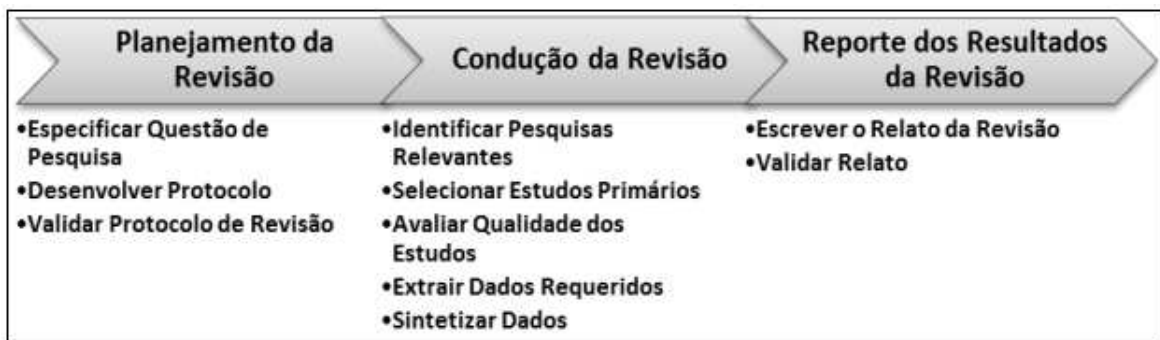 Planejamento da
Revisão
Condução da Revisão
Reporte dos Resultados
da Revisão
•Especificar Questão de
Pesquisa
•Desenvolver Protocolo
•Validar Protocolo de Revisão
•Identificar Pesquisas
Relevantes
•Selecionar Estudos Primários
•Avaliar Qualidade dos
Estudos
•Extrair Dados Requeridos
•Sintetizar Dados
•Escrever o Relato da Revisão
•Validar Relato